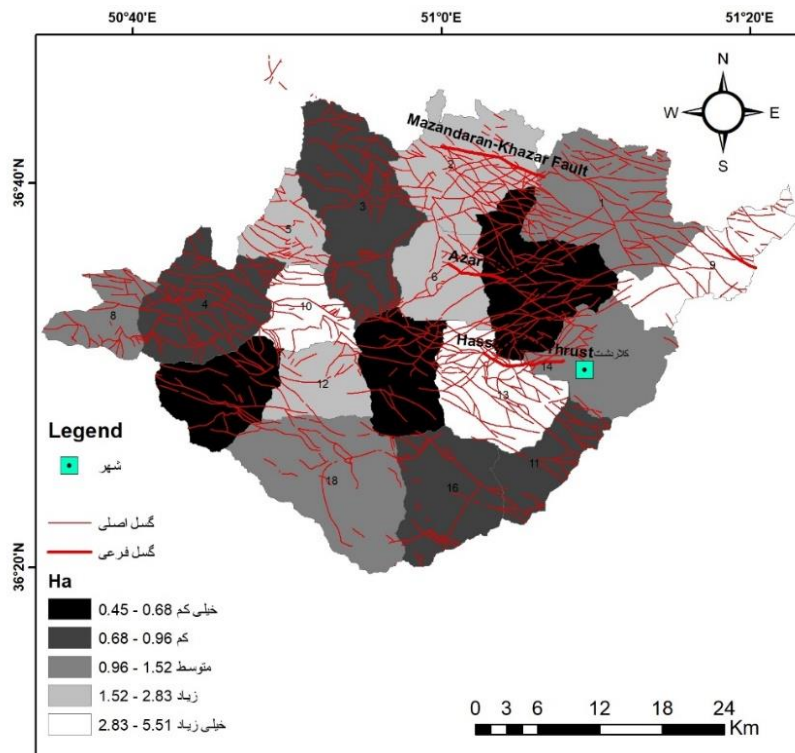 50°40'E
51°0'E
51°20'E
N
W
E
S
36°40'N
36°20'N
Mazandaran-Khazar Fault
2
1
3
5
9
Azar
6
4
10
8
Thrust
کلاردشت
14
12
13
11
18
16
Legend
شهر
گسل اصلی
گسل فرعی
Ha
خیلی کم 0.45 - 0.68
کم 0.68 - 0.96
متوسط 0.96 - 1.52
زیاد 1.52 - 2.83
خیلی زیاد 2.83 - 5.51
0 3 6 12 18 24
Km